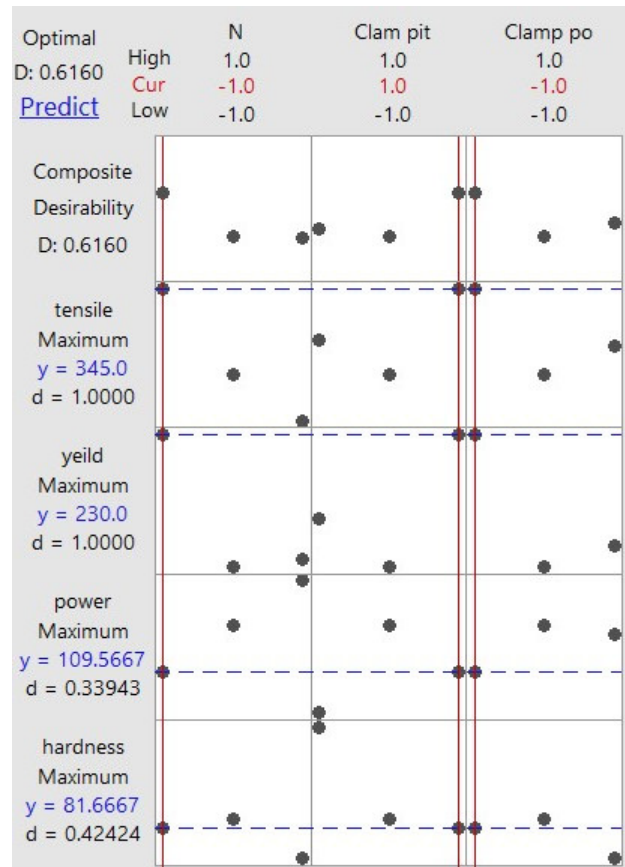 Optimal
D: 0.6160
Predict
High
Cur
Low
N
1.0
-1.0
-1.0
Clam pit
1.0
1.0
-1.0
Clamp po
1.0
-1.0
-1.0
Composite
Desirability
D: 0.6160
tensile
Maximum
y = 345.0
d = 1.0000
yeild
Maximum
y = 230.0
d = 1.0000
power
Maximum
y = 109.5667
d = 0.33943
hardness
Maximum
y = 81.6667
d = 0.42424